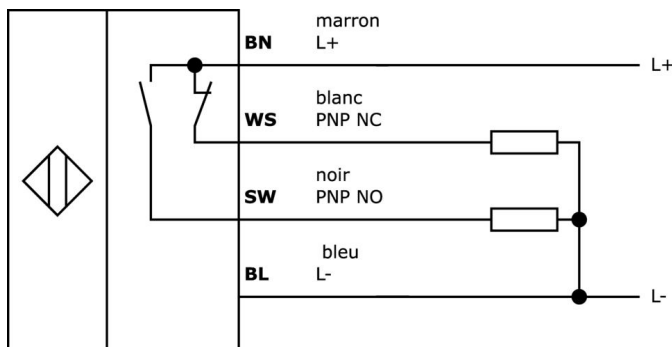 marron
BN L+
L+
blanc
WS PNP NC
noir
SW PNP NO
bleu
BL L-
L-